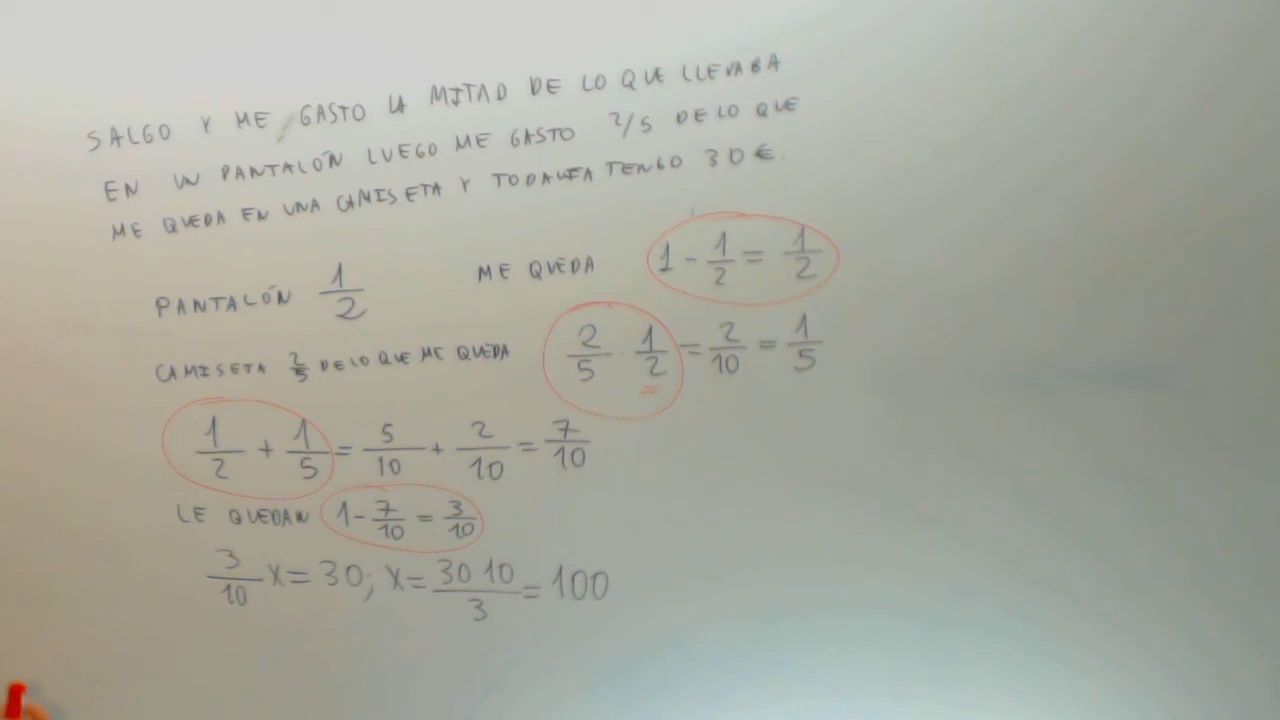 SALGO Y ME GASTO LA MITAD DE LO QUE LLEVABA
EN UN PANTALÓN LUEGO ME GASTO 2/5 DE LO QUE
ME QUEDA EN UNA CAMISETA Y TODAVÍA TENGO 30 €.
PANTALÓN 1/2 ME QUEDA 1 - 1/2 = 1/2
CAMISETA 2/5 DE LO QUE ME QUEDA 2/5 · 1/2 = 2/10 = 1/5
1/2 + 1/5 = 5/10 + 2/10 = 7/10
LE QUEDAN 1 - 7/10 = 3/10
3/10 X = 30; X = 30 10/3 = 100